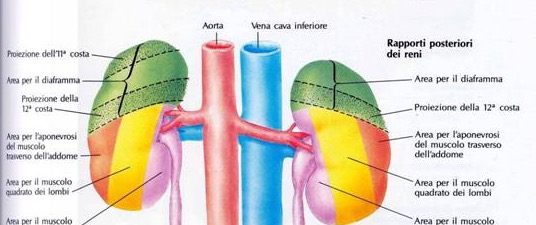 Aorta
Vena cava inferiore
Rapporti posteriori
dei reni
Proiezione dell'11ª costa
Area per il diaframma
Proiezione della
12ª costa
Area per l'aponevrosi
del muscolo
trasverso dell'addome
Area per il muscolo
quadrato dei lombi
Area per il muscolo
Area per il diaframma
Proiezione della 12ª costa
Area per l'aponevrosi
del muscolo trasverso
dell'addome
Area per il muscolo
quadrato dei lombi
Area per il muscolo